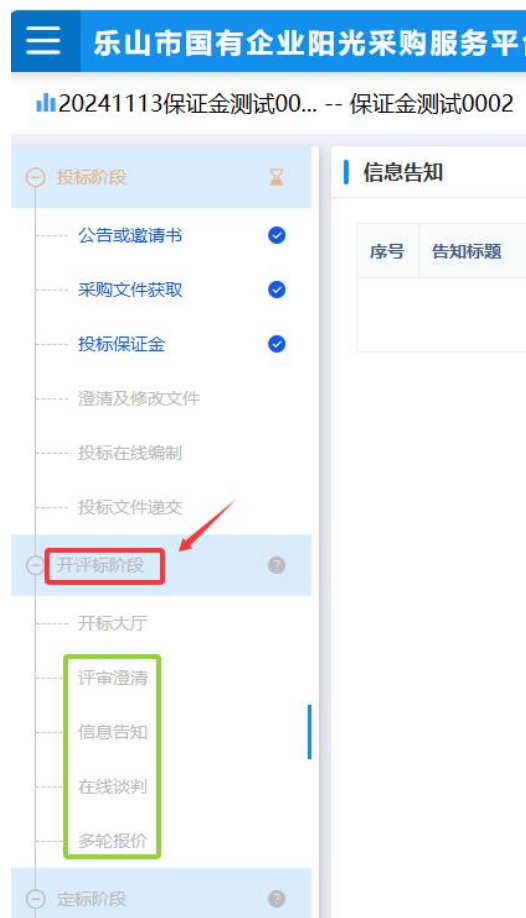 乐山市国有企业阳光采购服务平
20241113保证金测试00... -- 保证金测试0002
投标阶段
信息告知
公告或邀请书
序号 告知标题
采购文件获取
投标保证金
澄清及修改文件
投标在线编制
投标文件递交
开评标阶段
开标大厅
评审澄清
信息告知
在线谈判
多轮报价
定标阶段